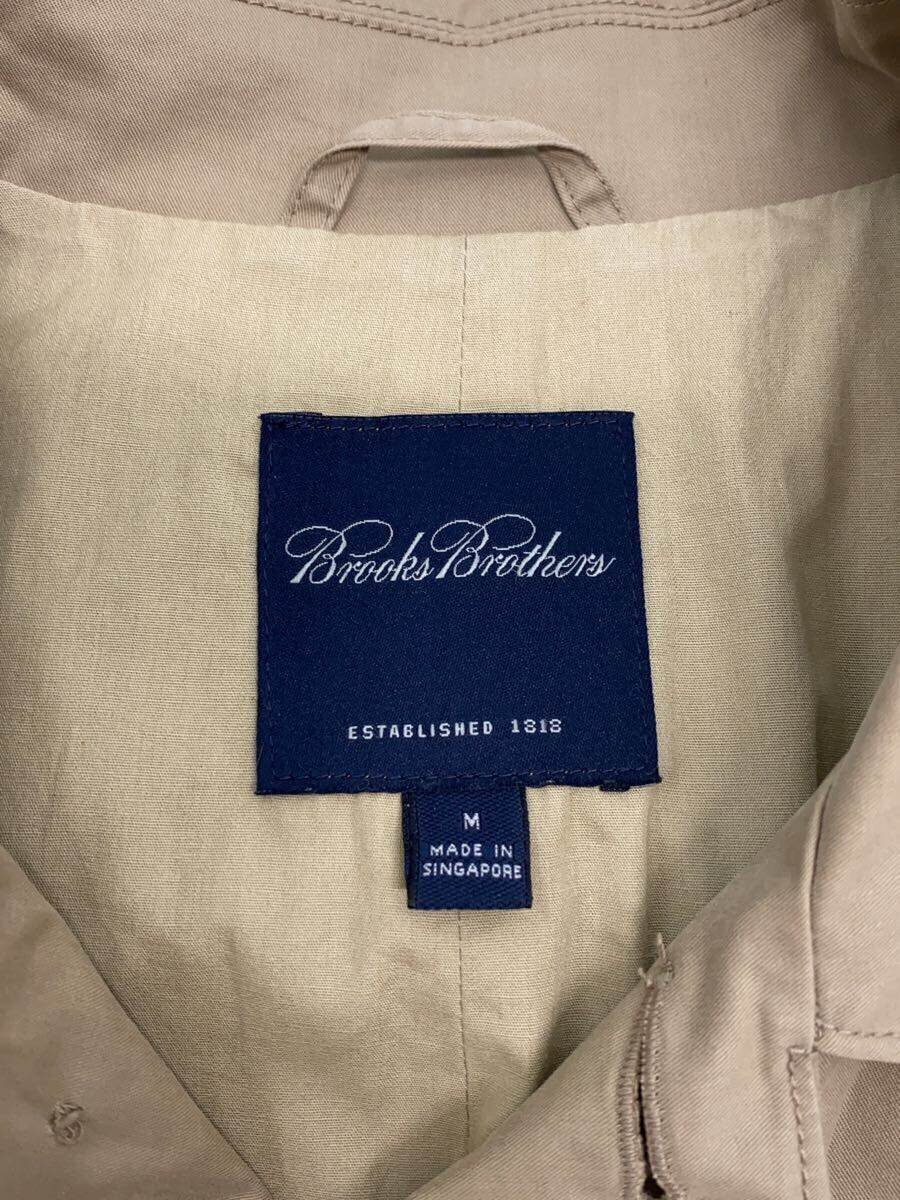 Brooks Brothers
ESTABLISHED 1818
M
MADE IN
SINGAPORE